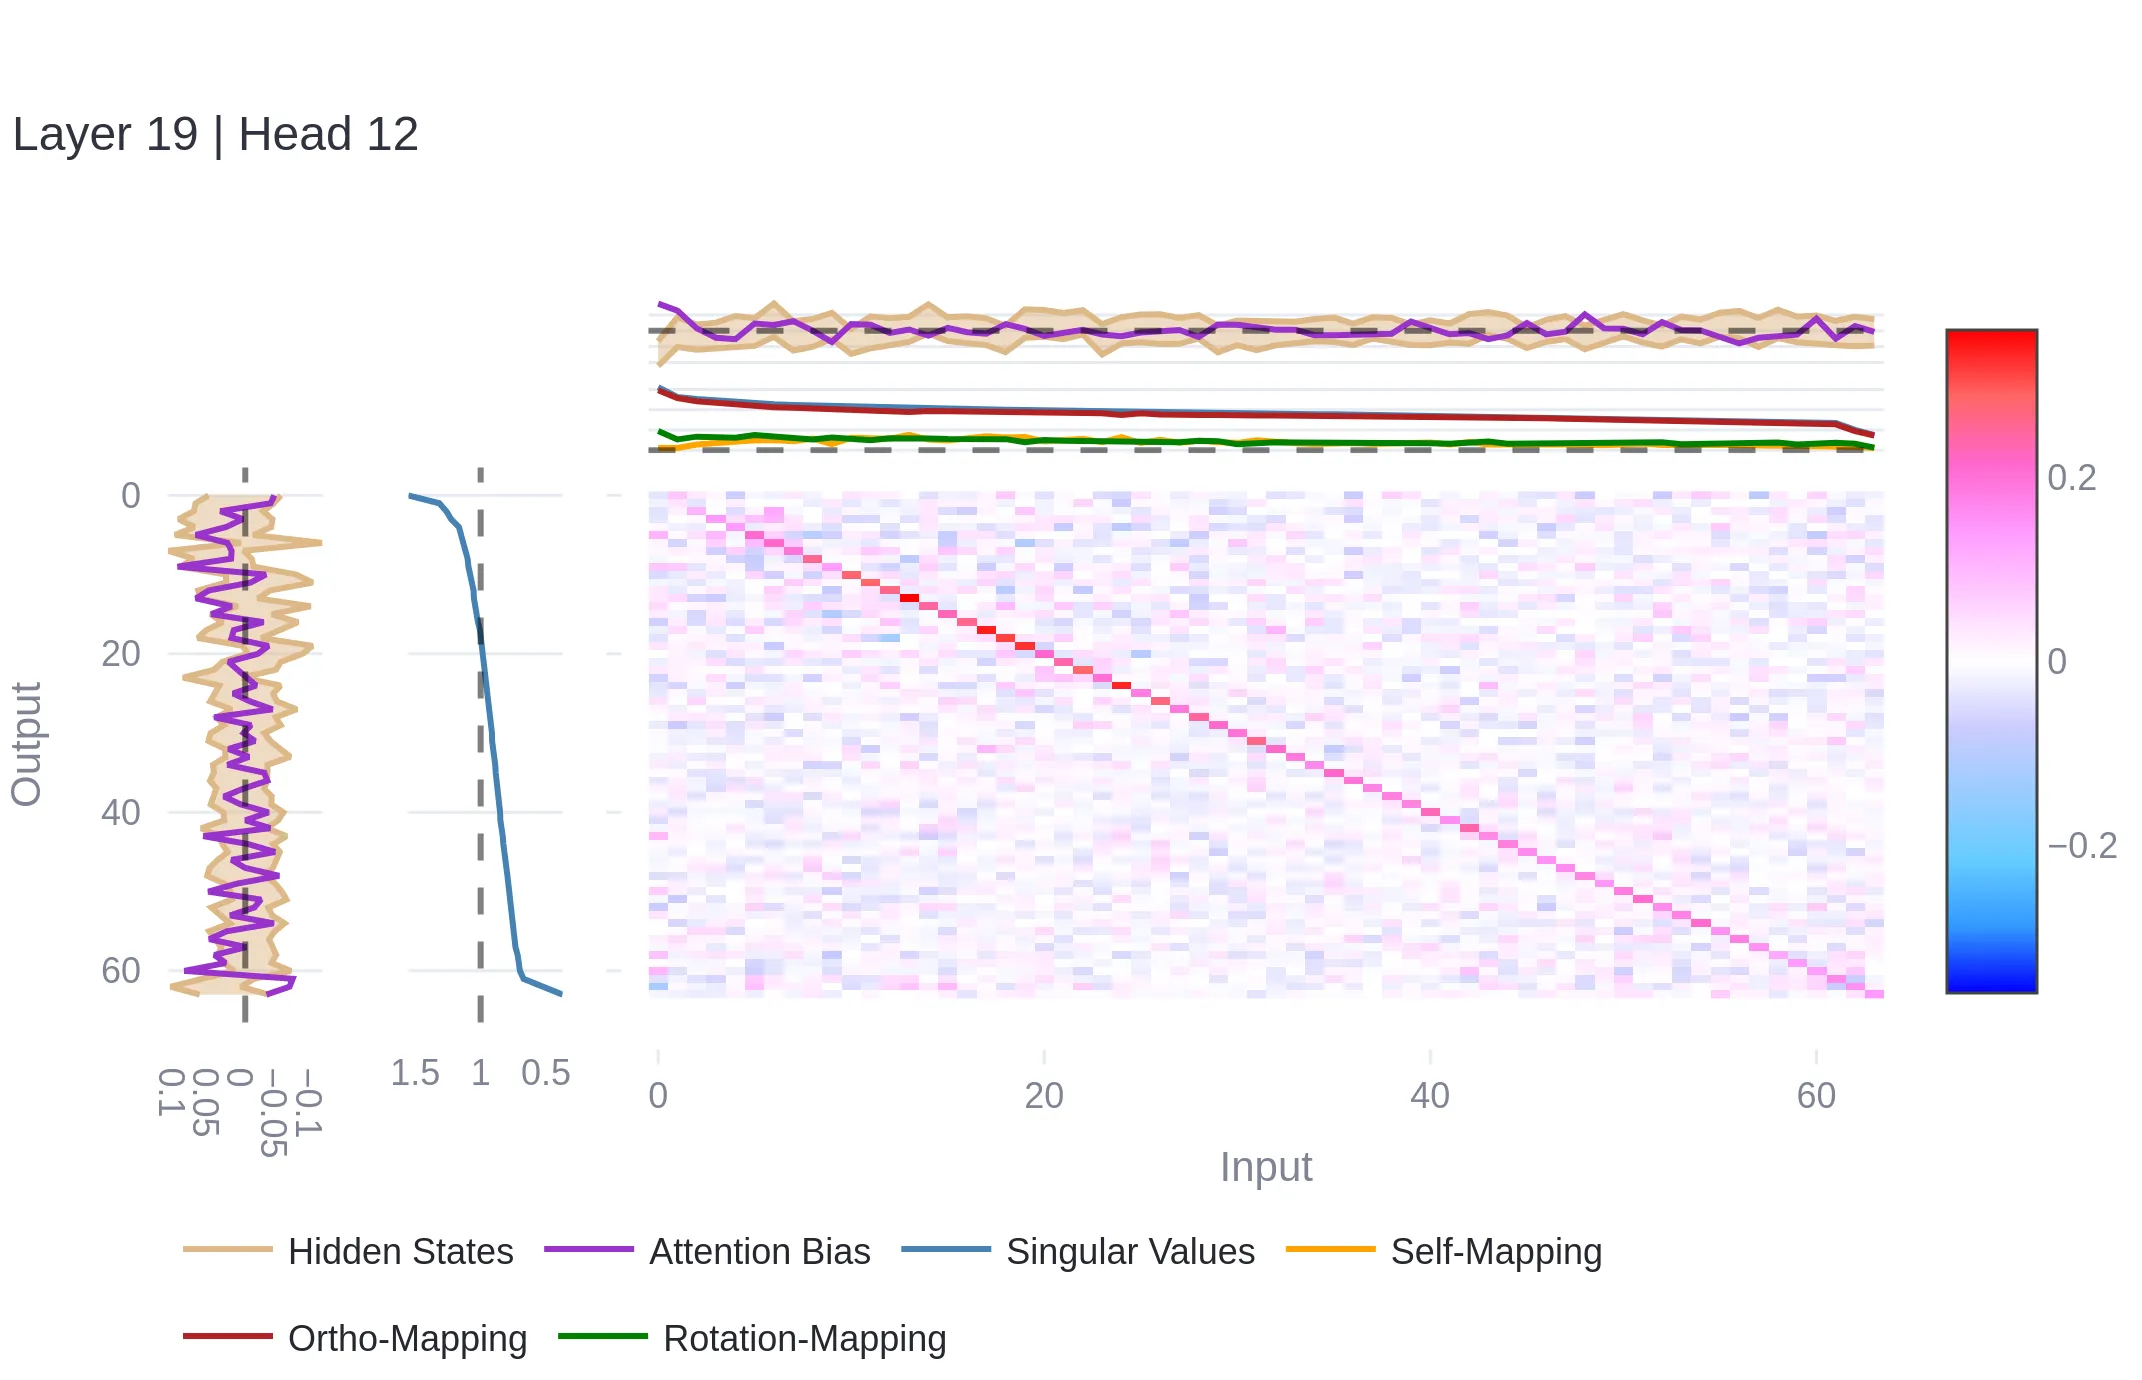 Layer 19 | Head 12
0
20
40
60
Output
0.1
0.05
0
−0.05
−0.1
1.5
1
0.5
0
20
40
60
Input
0.2
0
−0.2
Hidden States
Attention Bias
Singular Values
Self-Mapping
Ortho-Mapping
Rotation-Mapping